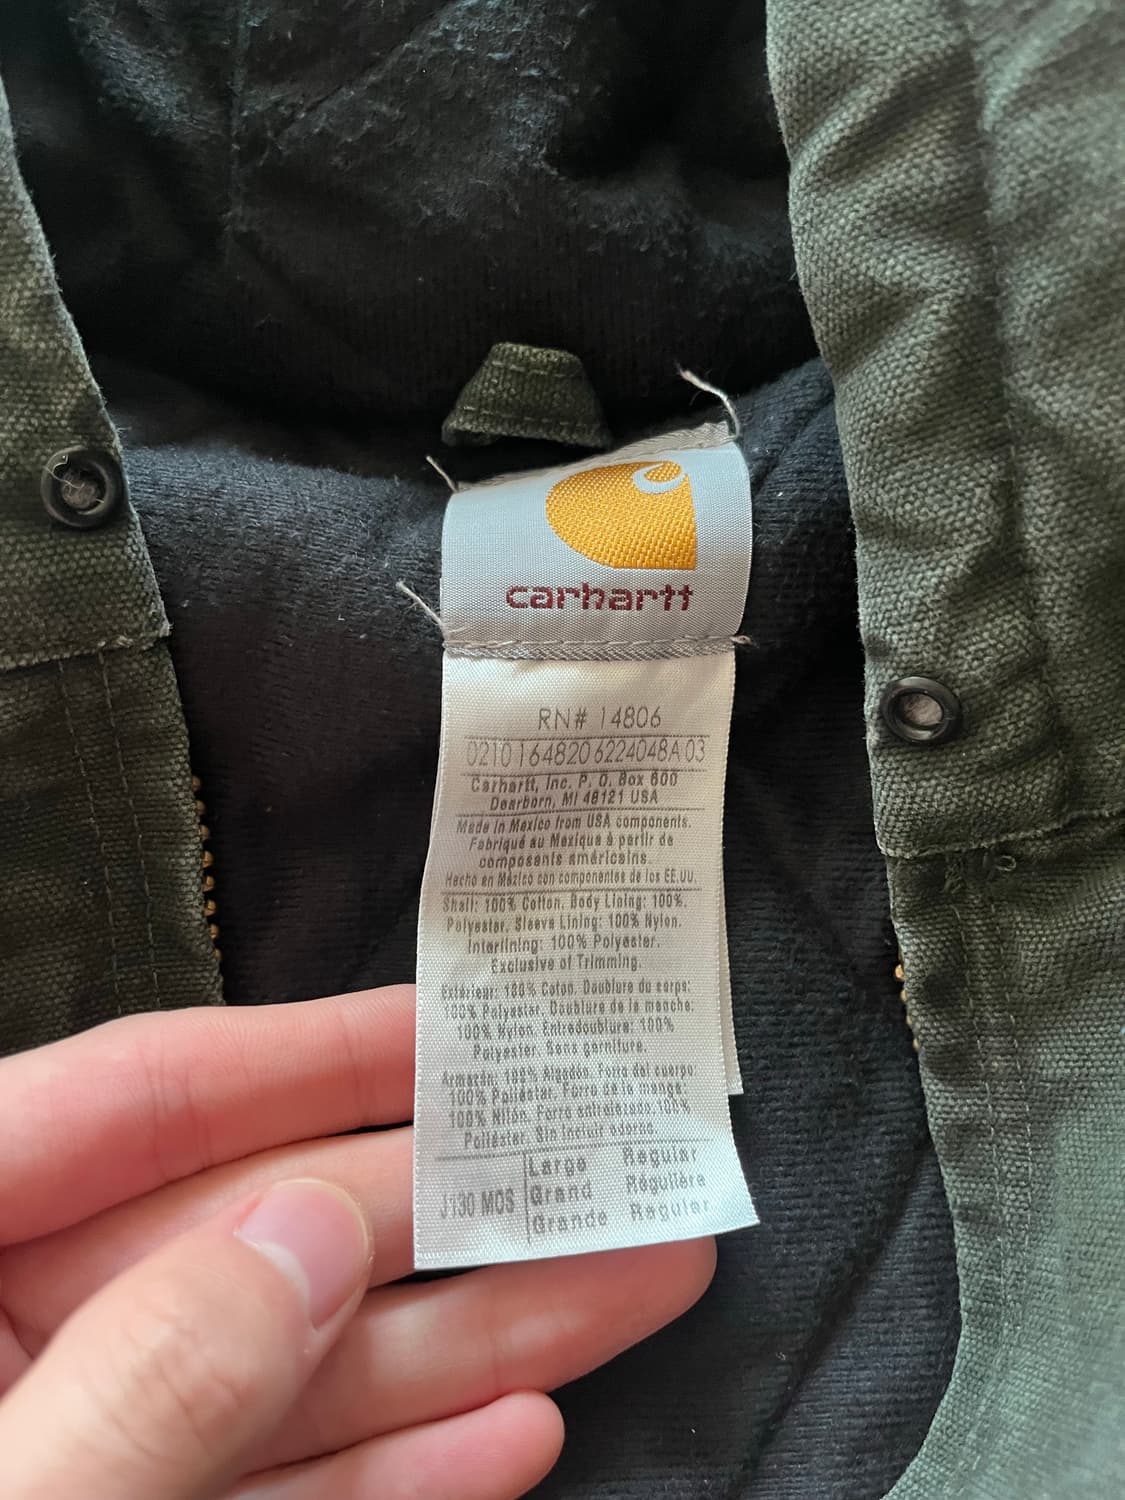 carhartt
RN# 14806
0210 164820 6224048A 03
Carhartt, Inc. P. O. Box 600
Dearborn, MI 48121 USA
Made in Mexico from USA components.
Fabriqué au Mexique à partir de
composants américains.
Hecho en México con componentes de los EE.UU.
Shell: 100% Cotton. Body Lining: 100%.
Polyester. Sleeve Lining: 100% Nylon.
Interlining: 100% Polyester.
Exclusive of Trimming.
Extérieur: 100% Coton. Doublure du corps:
100% Polyester. Doublure de la manche:
100% Nylon. Entredoublure: 100%
Polyester. Sans garniture.
Armazón: 100% Algodón. Forro del cuerpo:
100% Poliéster. Forro de la manga:
100% Nilón. Forro entrelazado: 100%
Poliéster. Sin incluir adorno.
Large Regular
J130 MOS Grand Régulière
Grande Regular